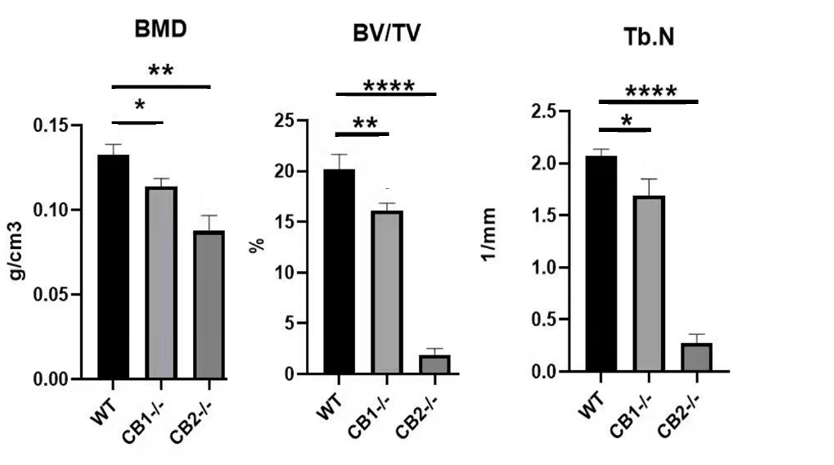 BMD
**
*
0.15
0.10
0.05
0.00
g/cm3
WT
CB1-/-
CB2-/-
BV/TV
****
**
25
20
15
10
5
0
%
WT
CB1-/-
CB2-/-
Tb.N
****
*
2.5
2.0
1.5
1.0
0.5
0.0
1/mm
WT
CB1-/-
CB2-/-